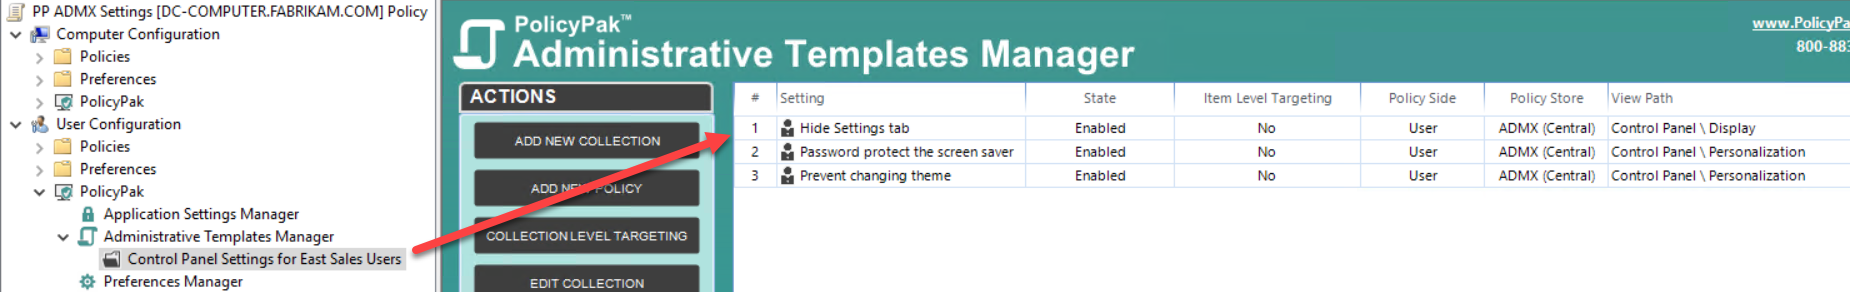 PP ADMX Settings [DC-COMPUTER.FABRIKAM.COM] Policy
Computer Configuration
Policies
Preferences
PolicyPak
User Configuration
Policies
Preferences
PolicyPak
Application Settings Manager
Administrative Templates Manager
Control Panel Settings for East Sales Users
Preferences Manager
PolicyPak™
Administrative Templates Manager
www.PolicyPa
800-883
ACTIONS
ADD NEW COLLECTION
ADD NEW POLICY
COLLECTION LEVEL TARGETING
EDIT COLLECTION
# Setting State Item Level Targeting Policy Side Policy Store View Path
1 Hide Settings tab Enabled No User ADMX (Central) Control Panel \ Display
2 Password protect the screen saver Enabled No User ADMX (Central) Control Panel \ Personalization
3 Prevent changing theme Enabled No User ADMX (Central) Control Panel \ Personalization